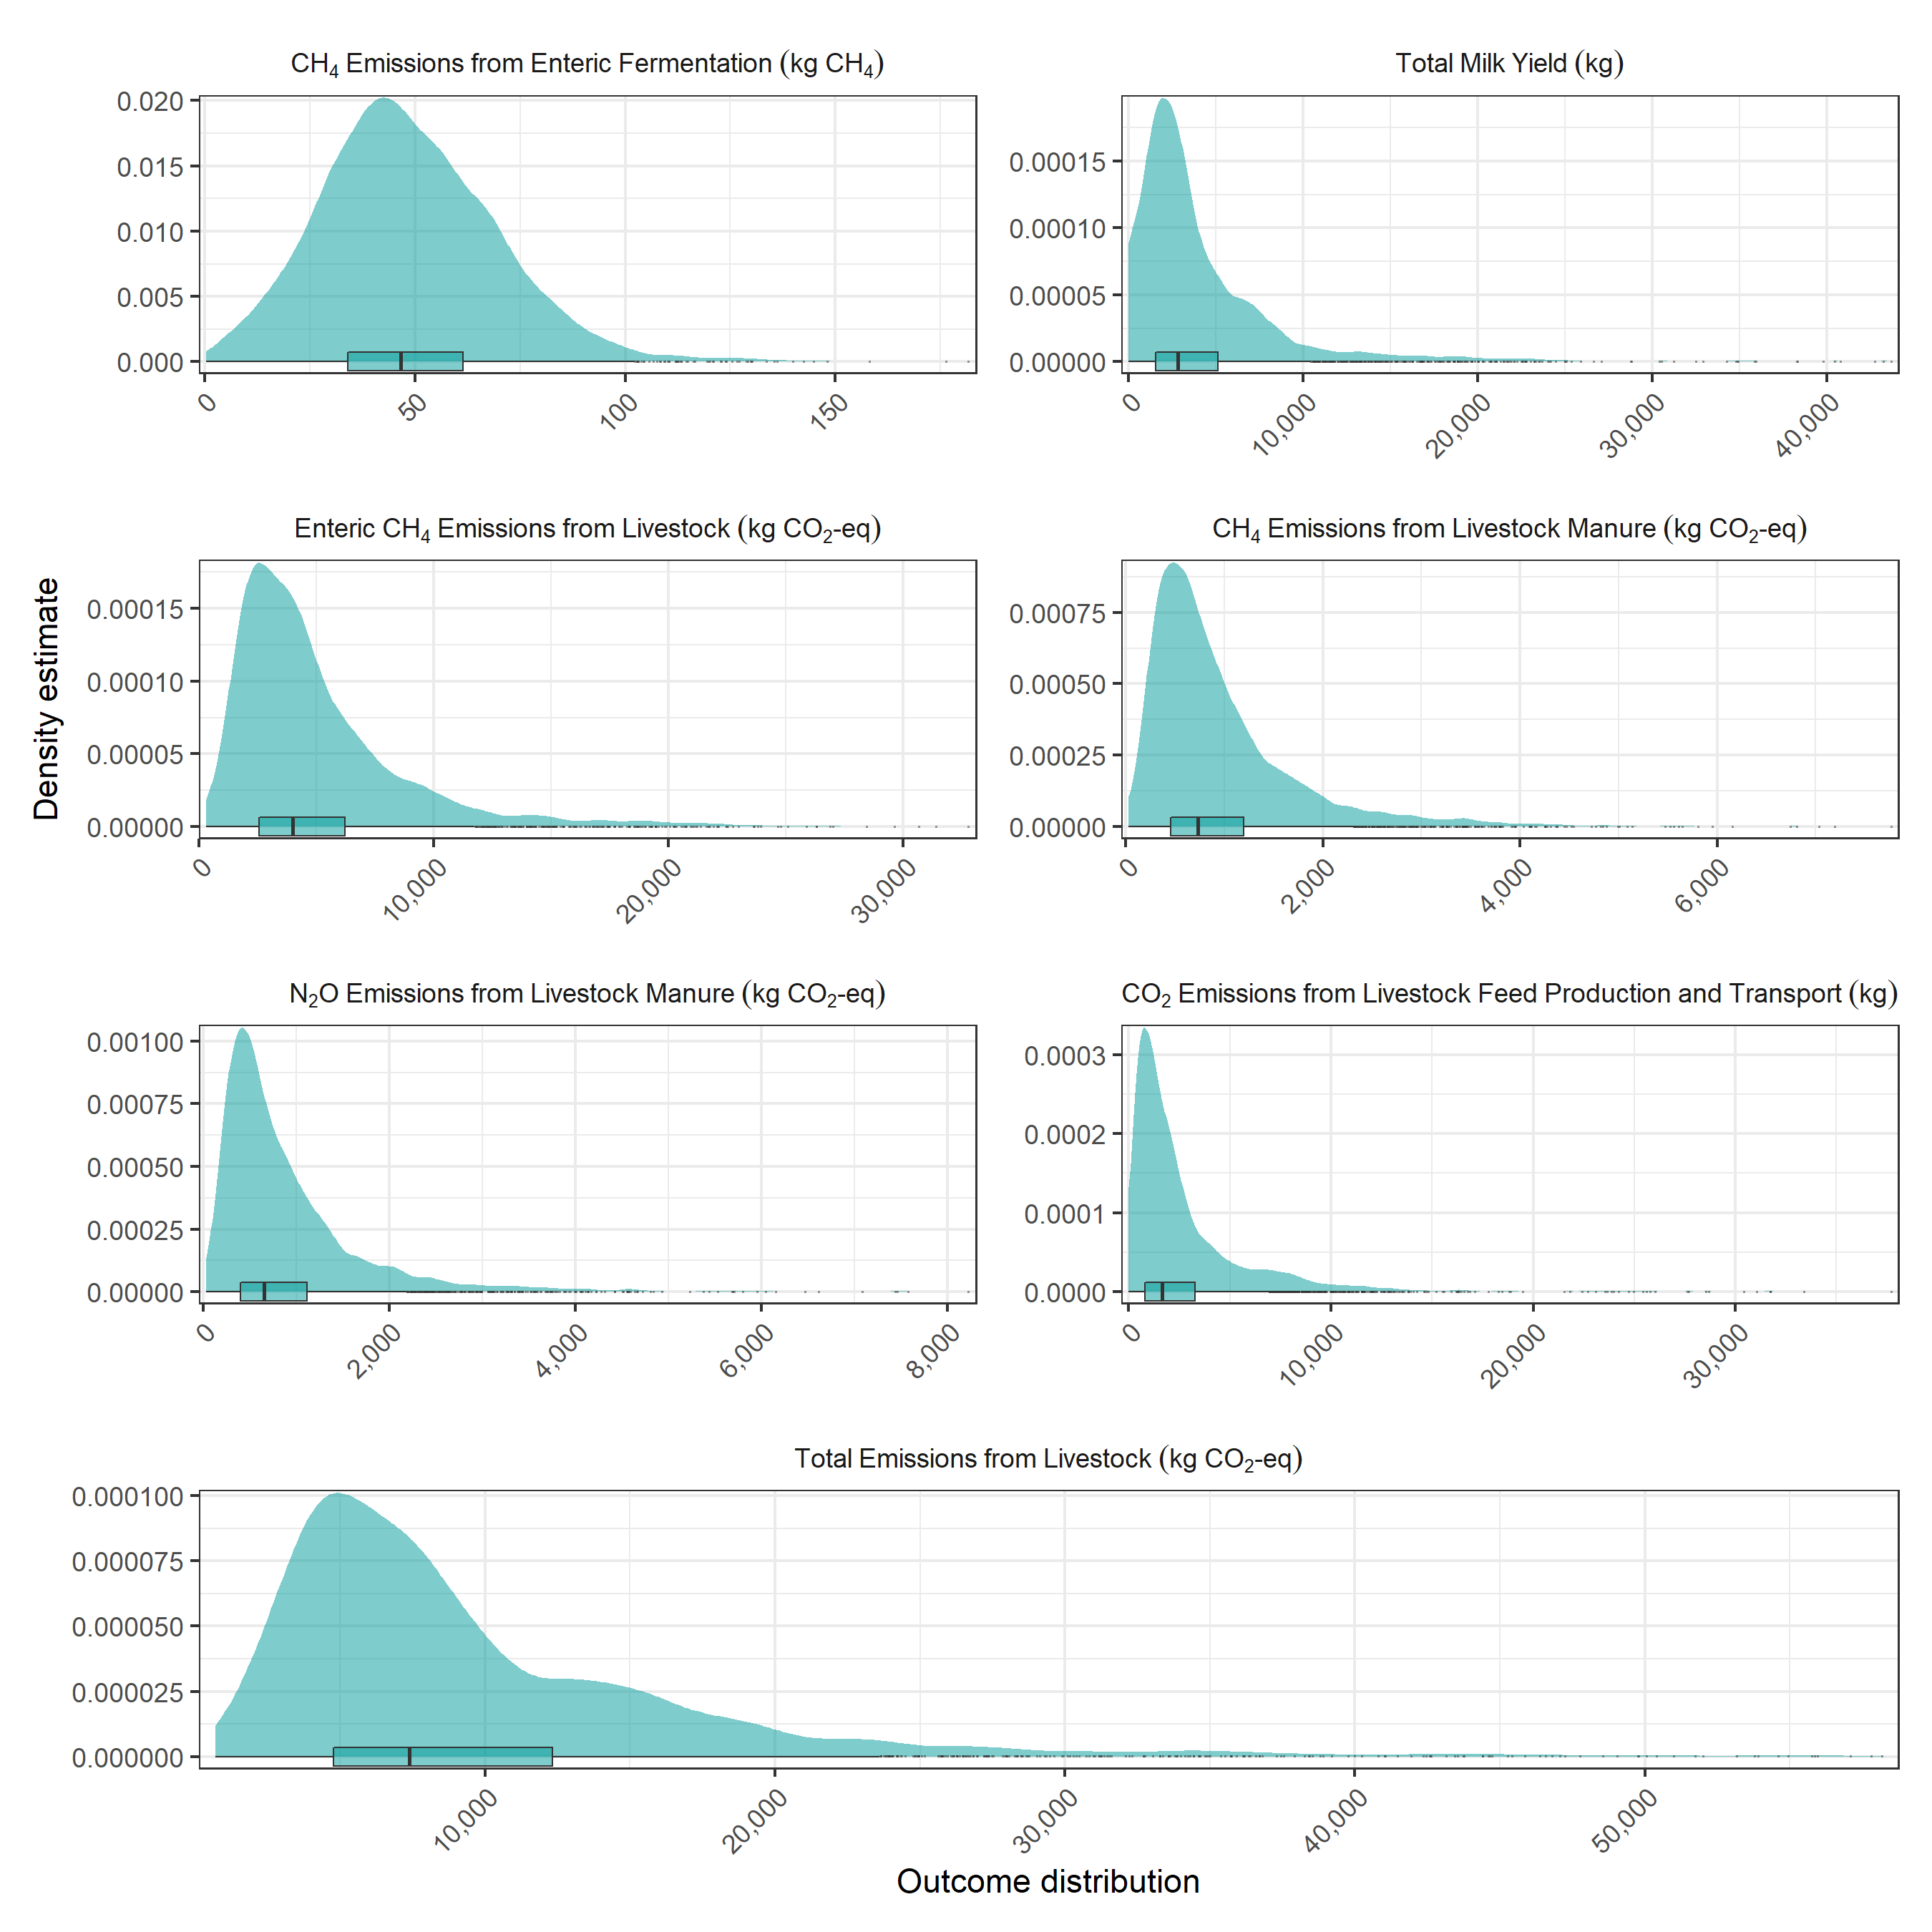 CH₄ Emissions from Enteric Fermentation (kg CH₄)
0.020
0.015
0.010
0.005
0.000
0 50 100 150
Total Milk Yield (kg)
0.00015
0.00010
0.00005
0.00000
0 10,000 20,000 30,000 40,000
Density estimate
Enteric CH₄ Emissions from Livestock (kg CO₂-eq)
0.00015
0.00010
0.00005
0.00000
0 10,000 20,000 30,000
CH₄ Emissions from Livestock Manure (kg CO₂-eq)
0.00075
0.00050
0.00025
0.00000
0 2,000 4,000 6,000
N₂O Emissions from Livestock Manure (kg CO₂-eq)
0.00100
0.00075
0.00050
0.00025
0.00000
0 2,000 4,000 6,000 8,000
CO₂ Emissions from Livestock Feed Production and Transport (kg)
0.0003
0.0002
0.0001
0.0000
0 10,000 20,000 30,000
Total Emissions from Livestock (kg CO₂-eq)
0.000100
0.000075
0.000050
0.000025
0.000000
10,000 20,000 30,000 40,000 50,000
Outcome distribution